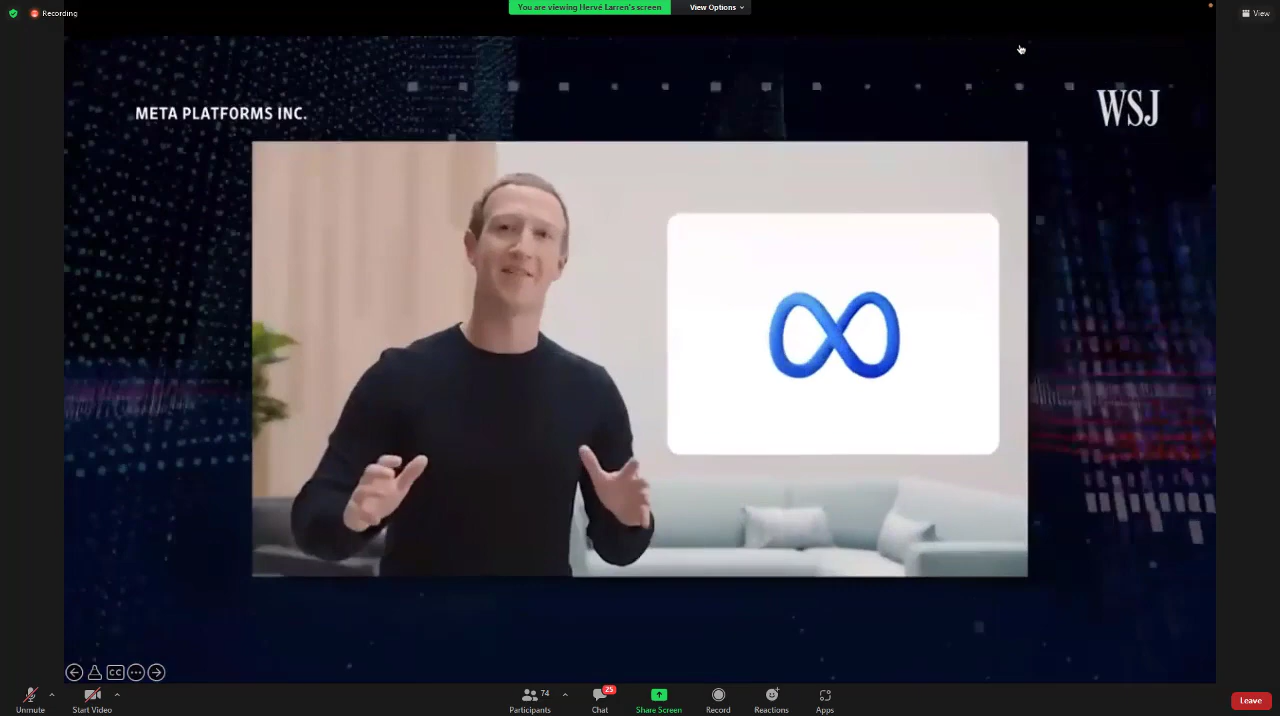 Recording
You are viewing Hervé Larren's screen
View Options
View
META PLATFORMS INC.
WSJ
CC
Unmute
Start Video
Participants
74
Chat
25
Share Screen
Record
Reactions
Apps
Leave